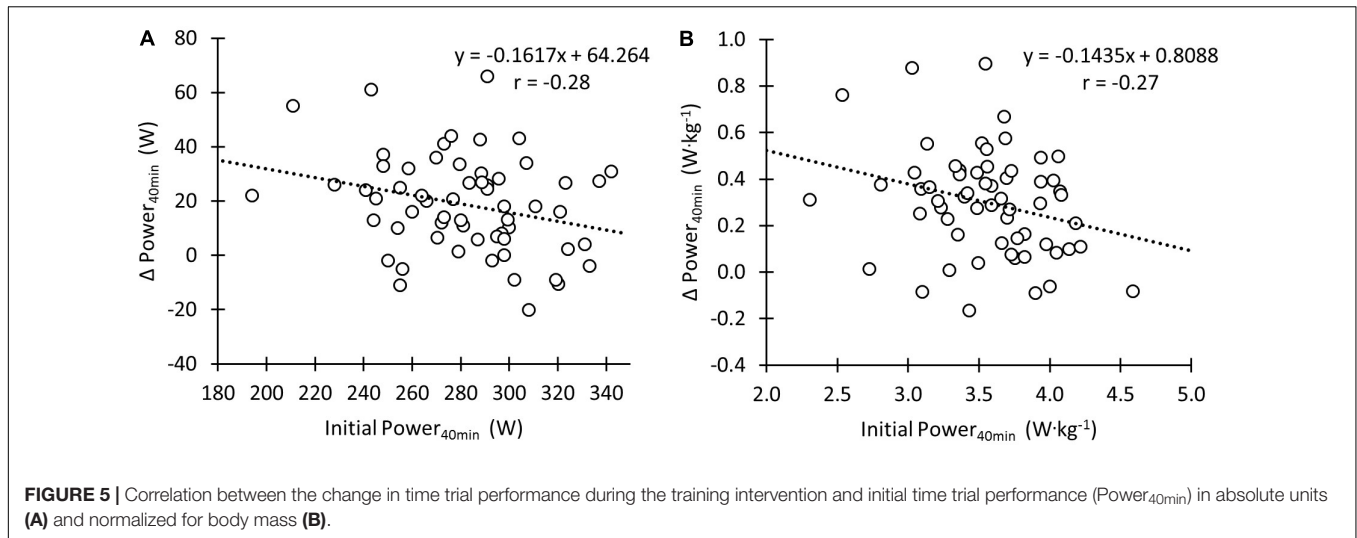 A
80
60
40
20
0
-20
-40
Δ Power40min (W)
y = -0.1617x + 64.264
r = -0.28
180 200 220 240 260 280 300 320 340
Initial Power40min (W)
B
1.0
0.8
0.6
0.4
0.2
0.0
-0.2
-0.4
Δ Power40min (W·kg-1)
y = -0.1435x + 0.8088
r = -0.27
2.0 2.5 3.0 3.5 4.0 4.5 5.0
Initial Power40min (W·kg-1)
FIGURE 5 | Correlation between the change in time trial performance during the training intervention and initial time trial performance (Power40min) in absolute units
(A) and normalized for body mass (B).